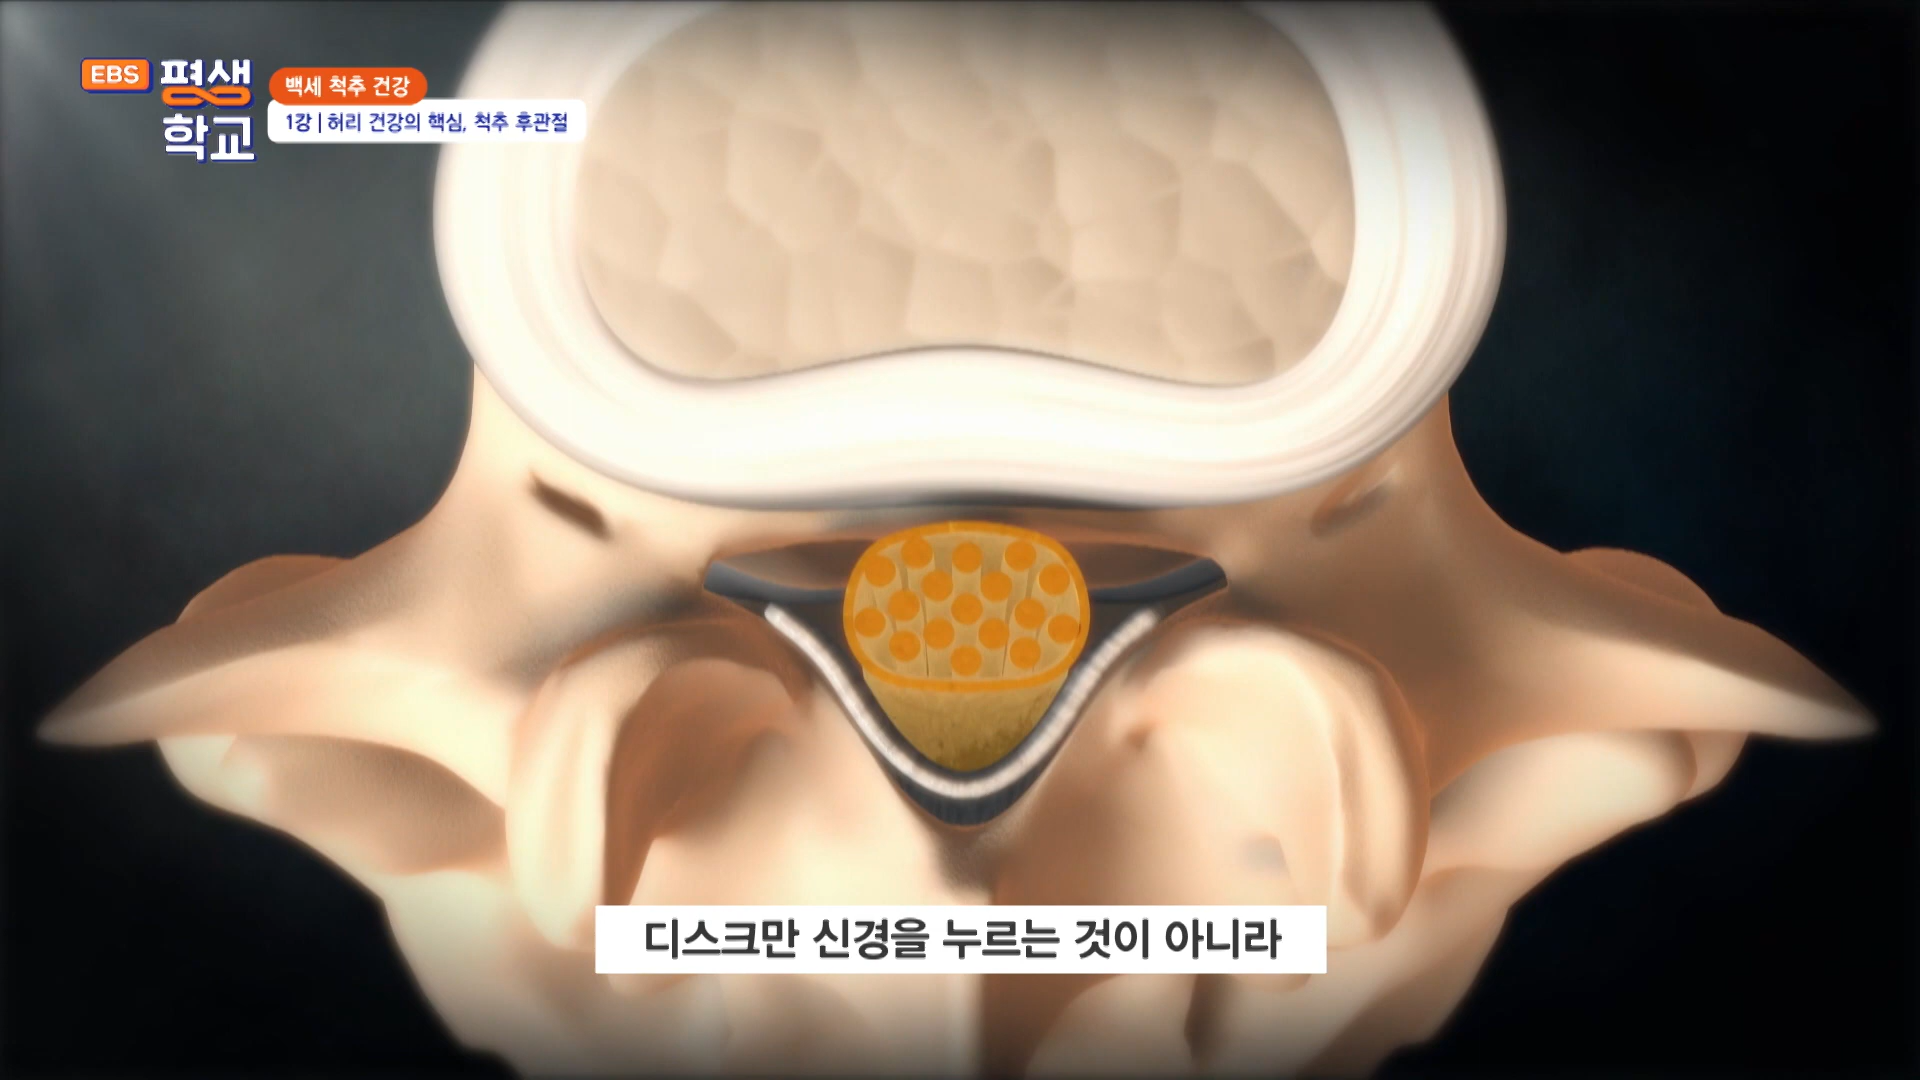 EBS 평생
학교
백세 척추 건강
1강 | 허리 건강의 핵심, 척추 후관절
디스크만 신경을 누르는 것이 아니라